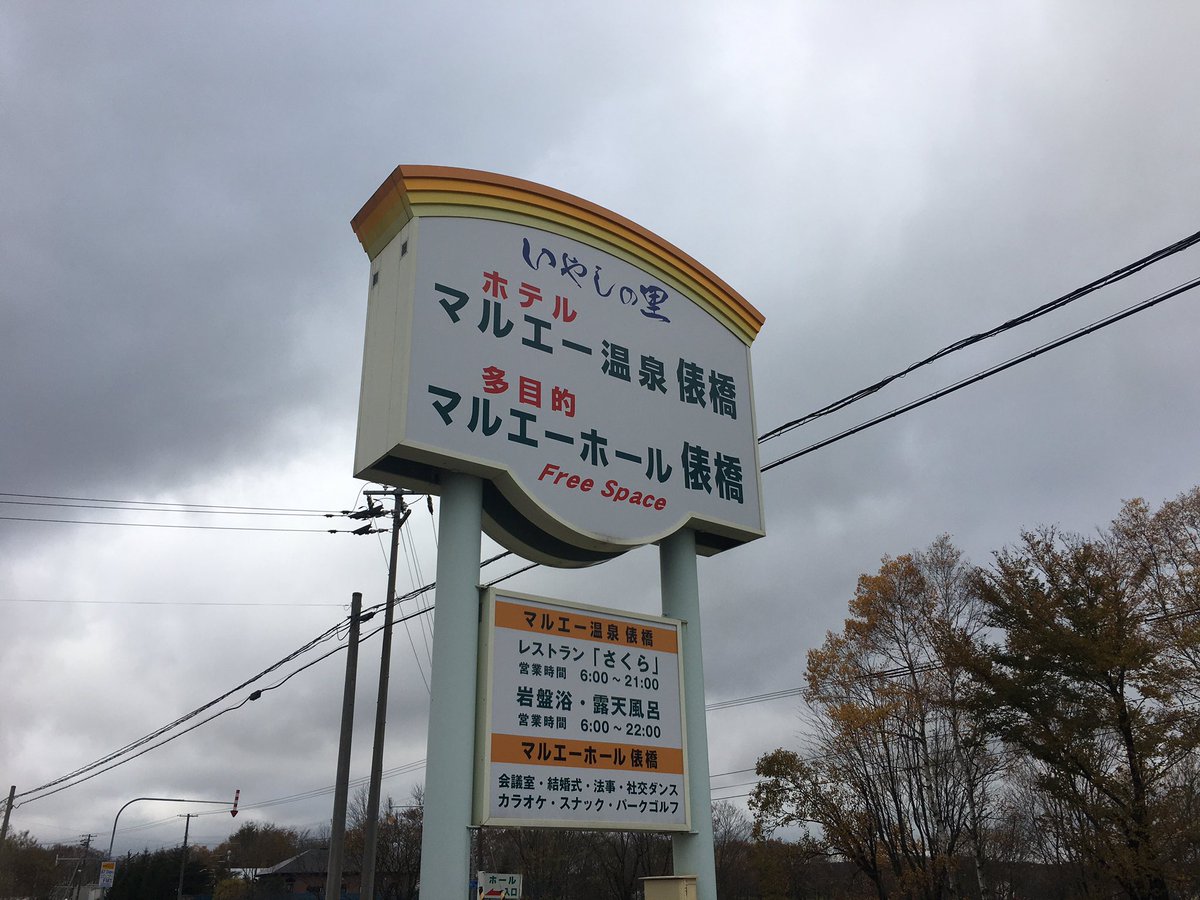 いやしの里
ホテル
マルエー温泉 俵橋
多目的
マルエーホール 俵橋
Free Space
マルエー温泉 俵橋
レストラン「さくら」
営業時間 6:00～21:00
岩盤浴・露天風呂
営業時間 6:00～22:00
マルエーホール 俵橋
会議室・結婚式・法事・社交ダンス
カラオケ・スナック・パークゴルフ
ホール
入口